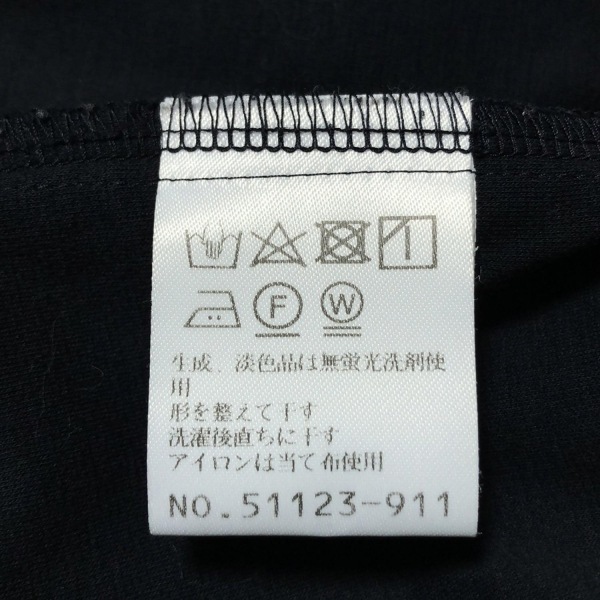 F W
生成、淡色品は無蛍光洗剤使
用
形を整えて干す
洗濯後直ちに干す
アイロンは当て布使用
NO.51123-911